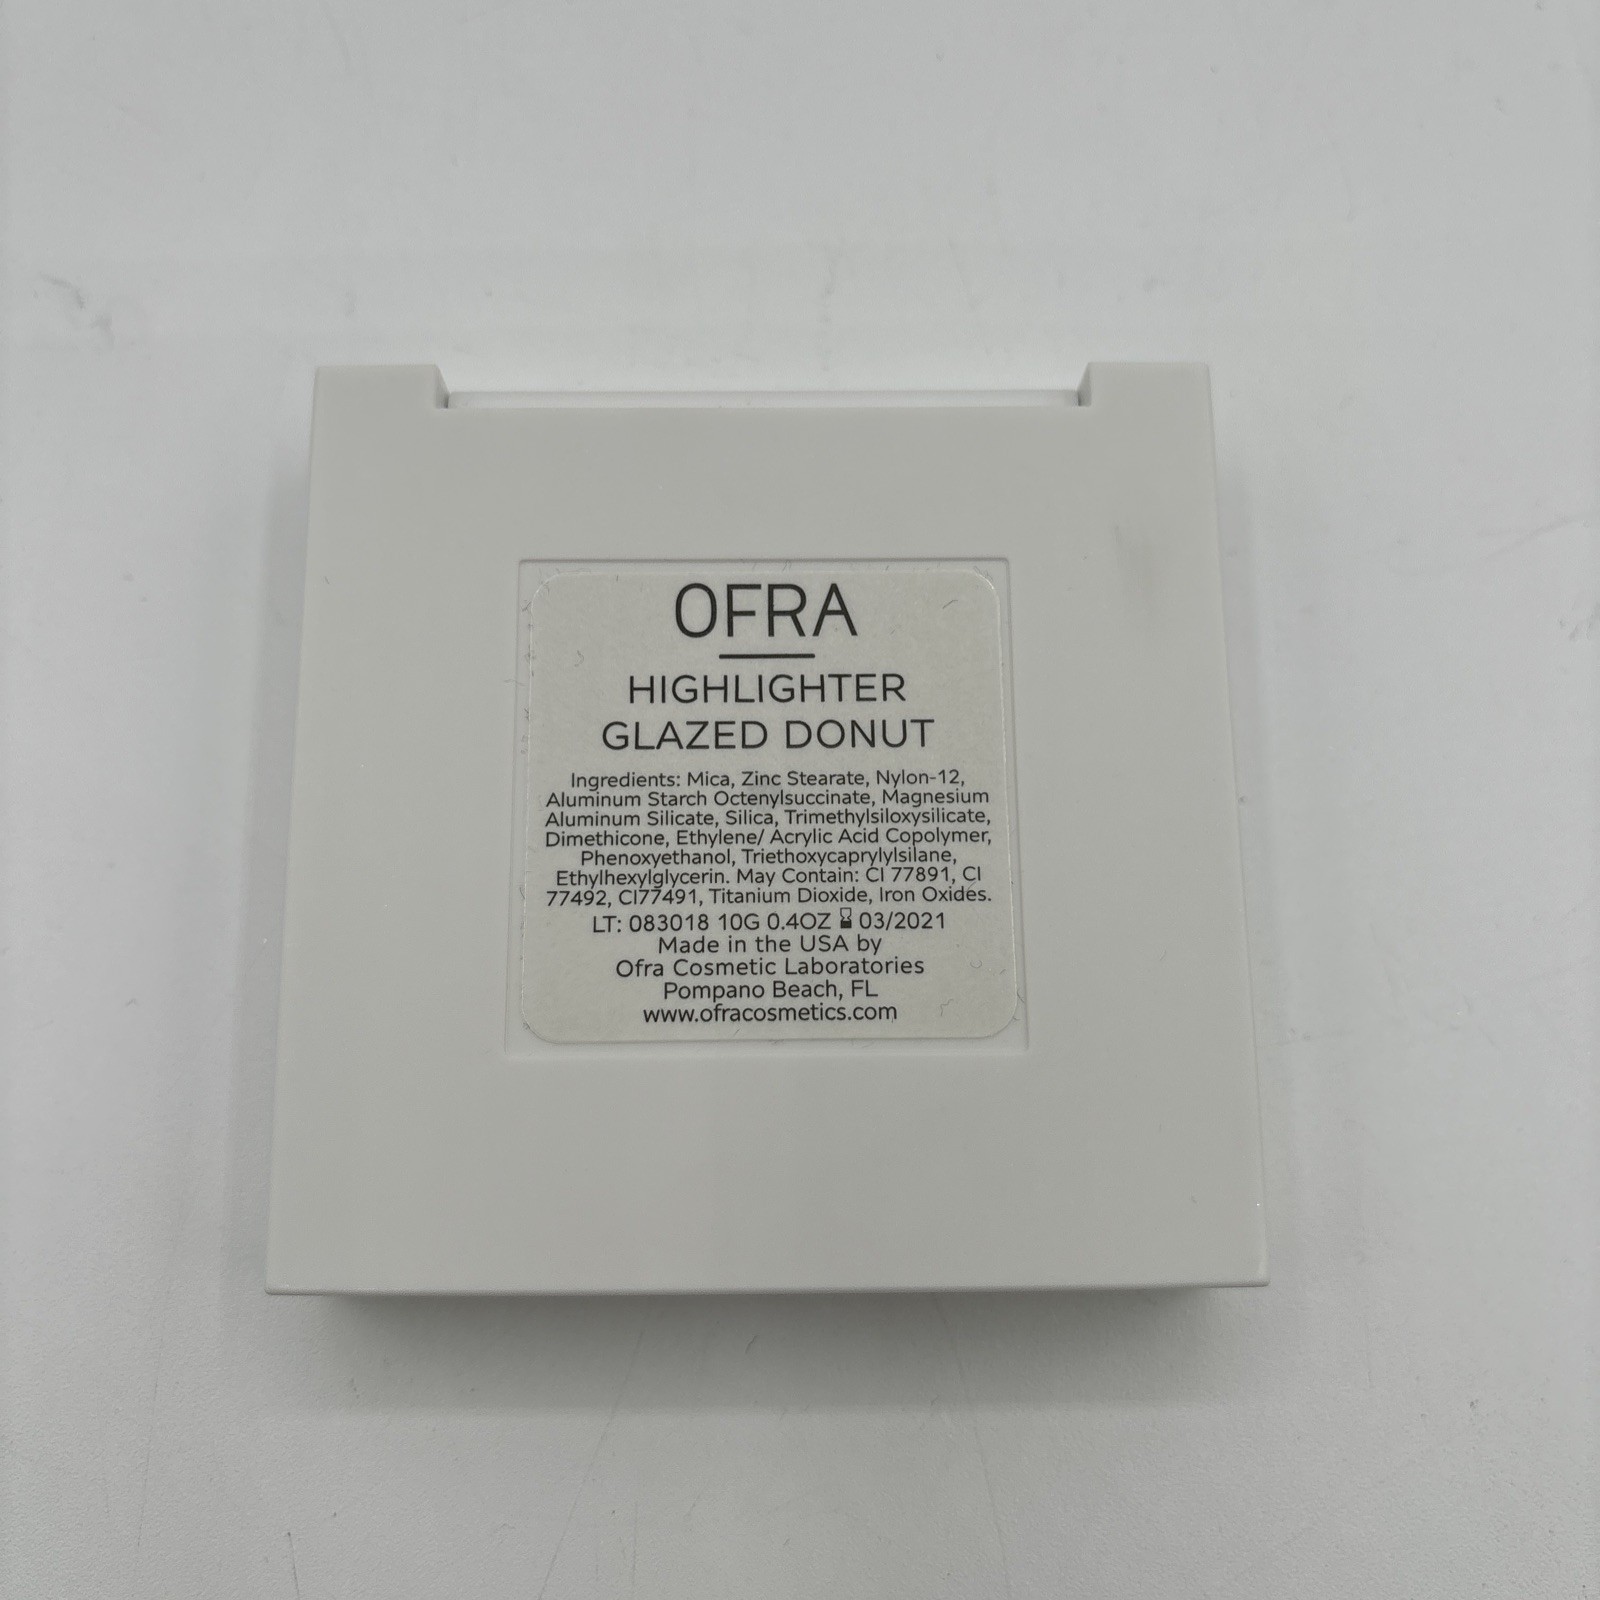 OFRA
HIGHLIGHTER
GLAZED DONUT
Ingredients: Mica, Zinc Stearate, Nylon-12,
Aluminum Starch Octenylsuccinate, Magnesium
Aluminum Silicate, Silica, Trimethylsiloxysilicate,
Dimethicone, Ethylene/ Acrylic Acid Copolymer,
Phenoxyethanol, Triethoxycaprylylsilane,
Ethylhexylglycerin. May Contain: CI 77891, CI
77492, CI77491, Titanium Dioxide, Iron Oxides.
LT: 083018 10G 0.4OZ 03/2021
Made in the USA by
Ofra Cosmetic Laboratories
Pompano Beach, FL
www.ofracosmetics.com